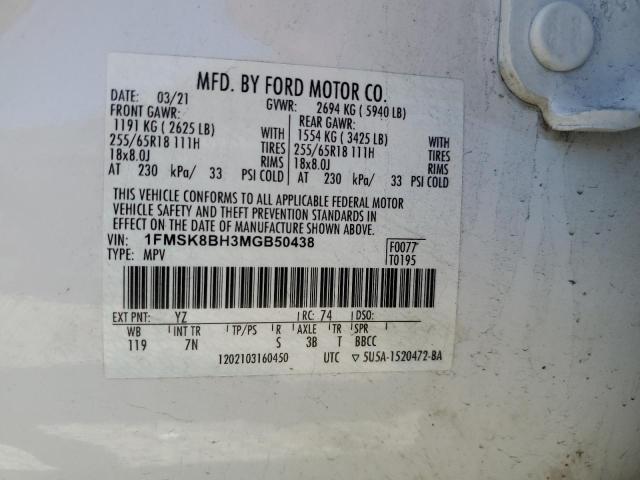 MFD. BY FORD MOTOR CO.
DATE: 03/21 GVWR: 2694 KG ( 5940 LB)
FRONT GAWR: REAR GAWR:
1191 KG ( 2625 LB) WITH 1554 KG ( 3425 LB) WITH
255/65R18 111H TIRES 255/65R18 111H TIRES
18x8.0J RIMS 18x8.0J RIMS
AT 230 kPa/ 33 PSI COLD AT 230 kPa/ 33 PSI COLD
THIS VEHICLE CONFORMS TO ALL APPLICABLE FEDERAL MOTOR
VEHICLE SAFETY AND THEFT PREVENTION STANDARDS IN
EFFECT ON THE DATE OF MANUFACTURE SHOWN ABOVE.
VIN: 1FMSK8BH3MGB50438 F0077
TYPE: MPV T0195
EXT PNT: YZ RC: 74 DSO:
WB INT TR TP/PS R AXLE TR SPR
119 7N S 3B T BBCC
1202103160450 UTC ▽ 5U5A-1520472-BA